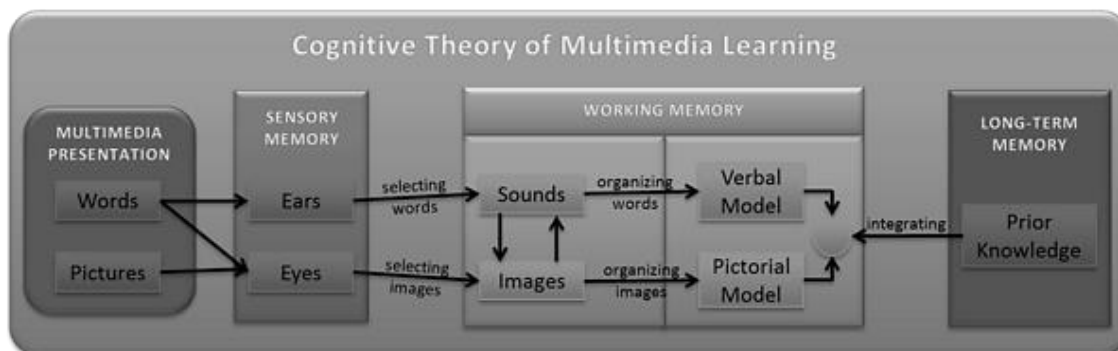 Cognitive Theory of Multimedia Learning
MULTIMEDIA
PRESENTATION
Words
Pictures
SENSORY
MEMORY
Ears
Eyes
selecting
words
selecting
images
WORKING MEMORY
Sounds
Images
organizing
words
organizing
images
Verbal
Model
Pictorial
Model
integrating
LONG-TERM
MEMORY
Prior
Knowledge